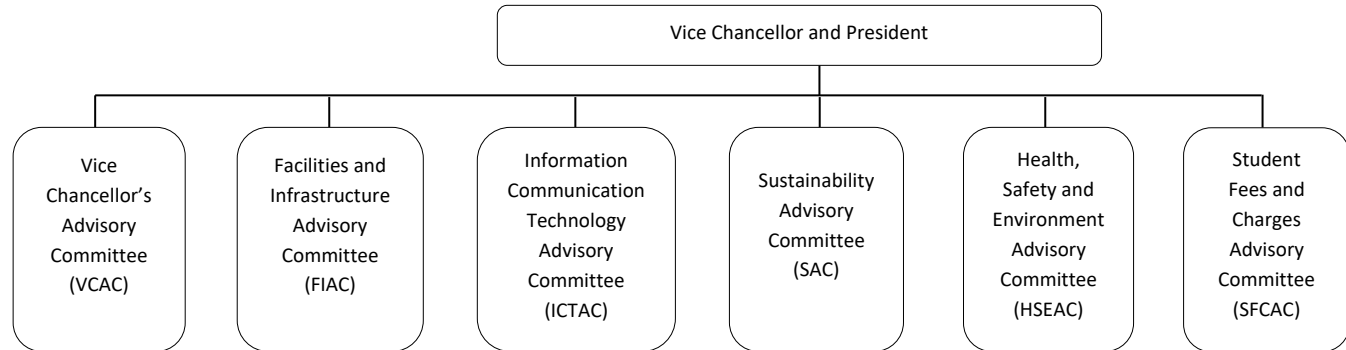 Vice Chancellor and President
Vice
Chancellor’s
Advisory
Committee
(VCAC)
Facilities and
Infrastructure
Advisory
Committee
(FIAC)
Information
Communication
Technology
Advisory
Committee
(ICTAC)
Sustainability
Advisory
Committee
(SAC)
Health,
Safety and
Environment
Advisory
Committee
(HSEAC)
Student
Fees and
Charges
Advisory
Committee
(SFCAC)